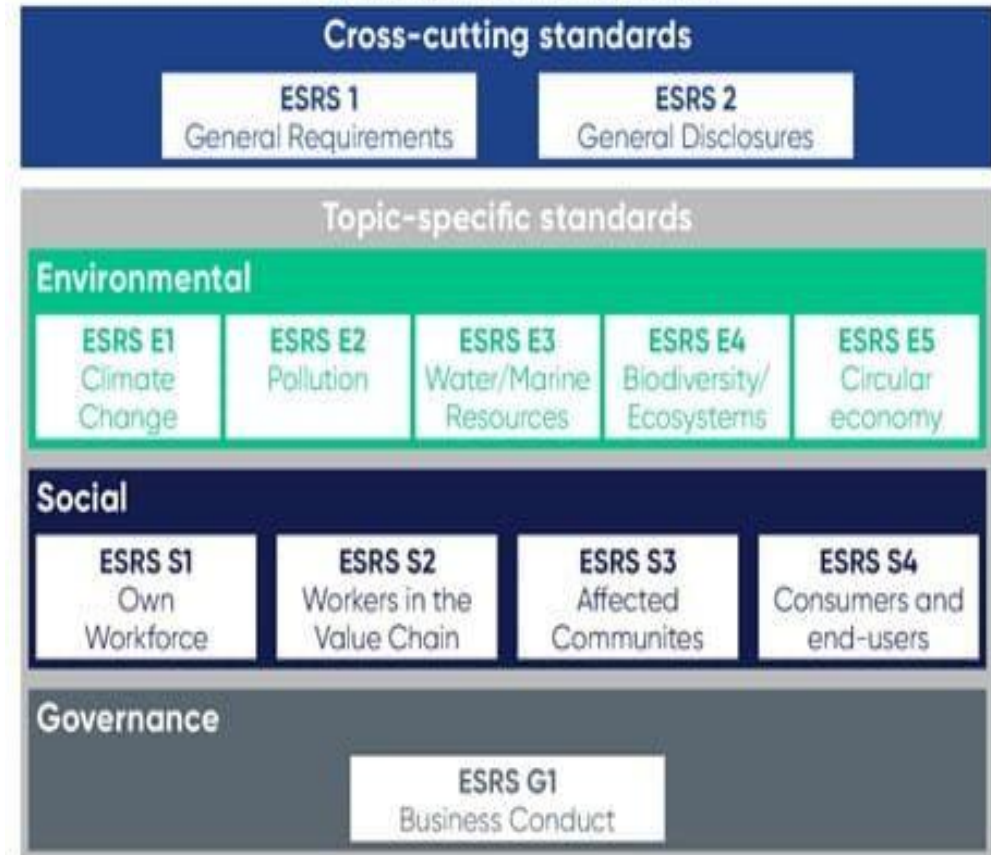 Cross-cutting standards
ESRS 1
General Requirements
ESRS 2
General Disclosures
Topic-specific standards
Environmental
ESRS E1
Climate
Change
ESRS E2
Pollution
ESRS E3
Water/Marine
Resources
ESRS E4
Biodiversity/
Ecosystems
ESRS E5
Circular
economy
Social
ESRS S1
Own
Workforce
ESRS S2
Workers in the
Value Chain
ESRS S3
Affected
Communites
ESRS S4
Consumers and
end-users
Governance
ESRS G1
Business Conduct